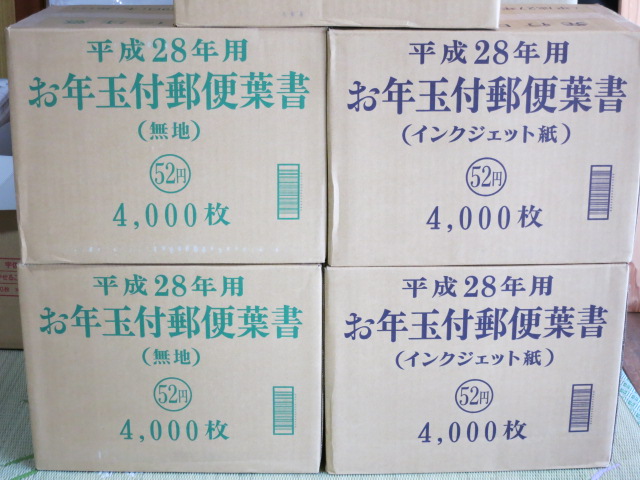 平成28年用
お年玉付郵便葉書
(無地)
52円
4,000枚
平成28年用
お年玉付郵便葉書
(インクジェット紙)
52円
4,000枚
平成28年用
お年玉付郵便葉書
(無地)
52円
4,000枚
平成28年用
お年玉付郵便葉書
(インクジェット紙)
52円
4,000枚